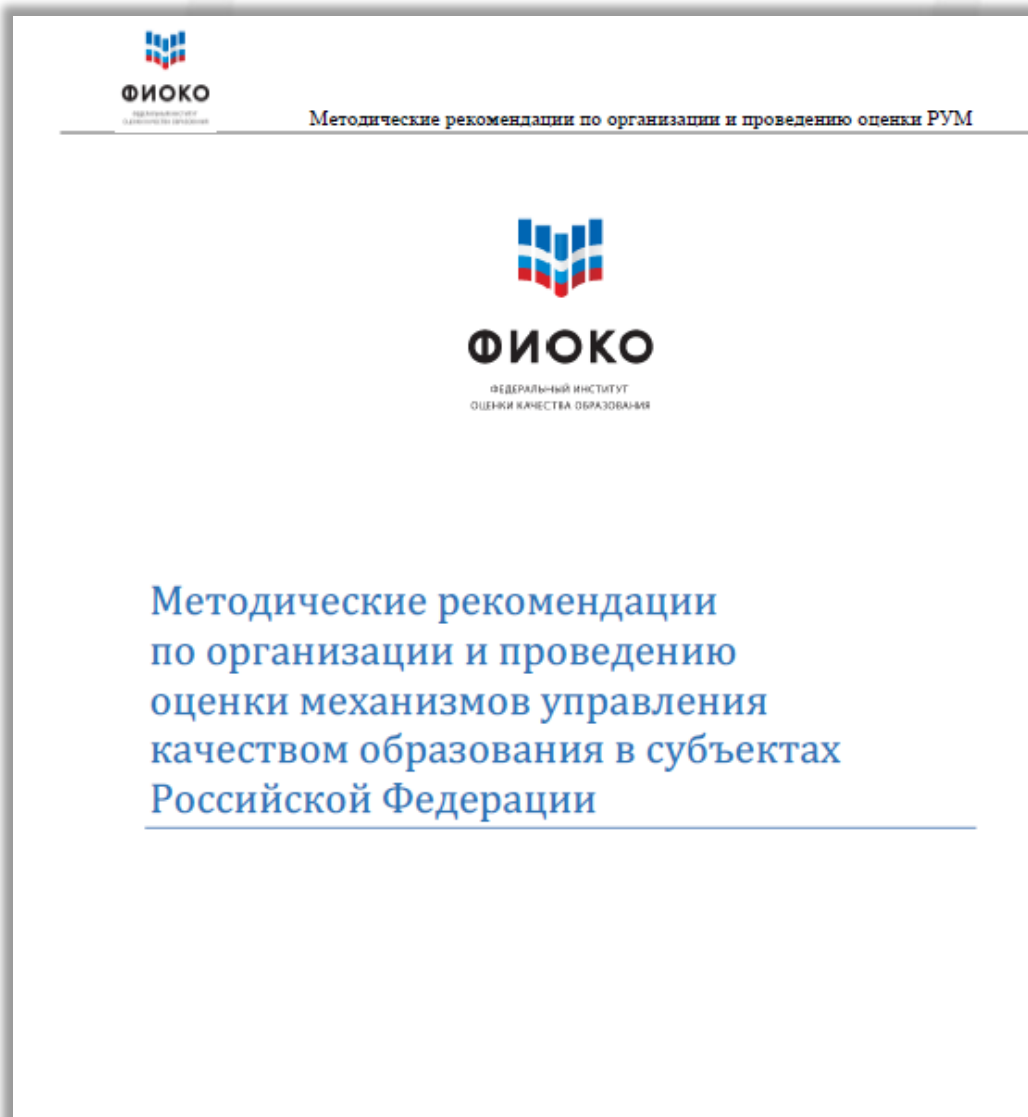 ФИОКО
Методические рекомендации по организации и проведению оценки РУМ
ФИОКО
ФЕДЕРАЛЬНЫЙ ИНСТИТУТ
ОЦЕНКИ КАЧЕСТВА ОБРАЗОВАНИЯ
Методические рекомендации
по организации и проведению
оценки механизмов управления
качеством образования в субъектах
Российской Федерации